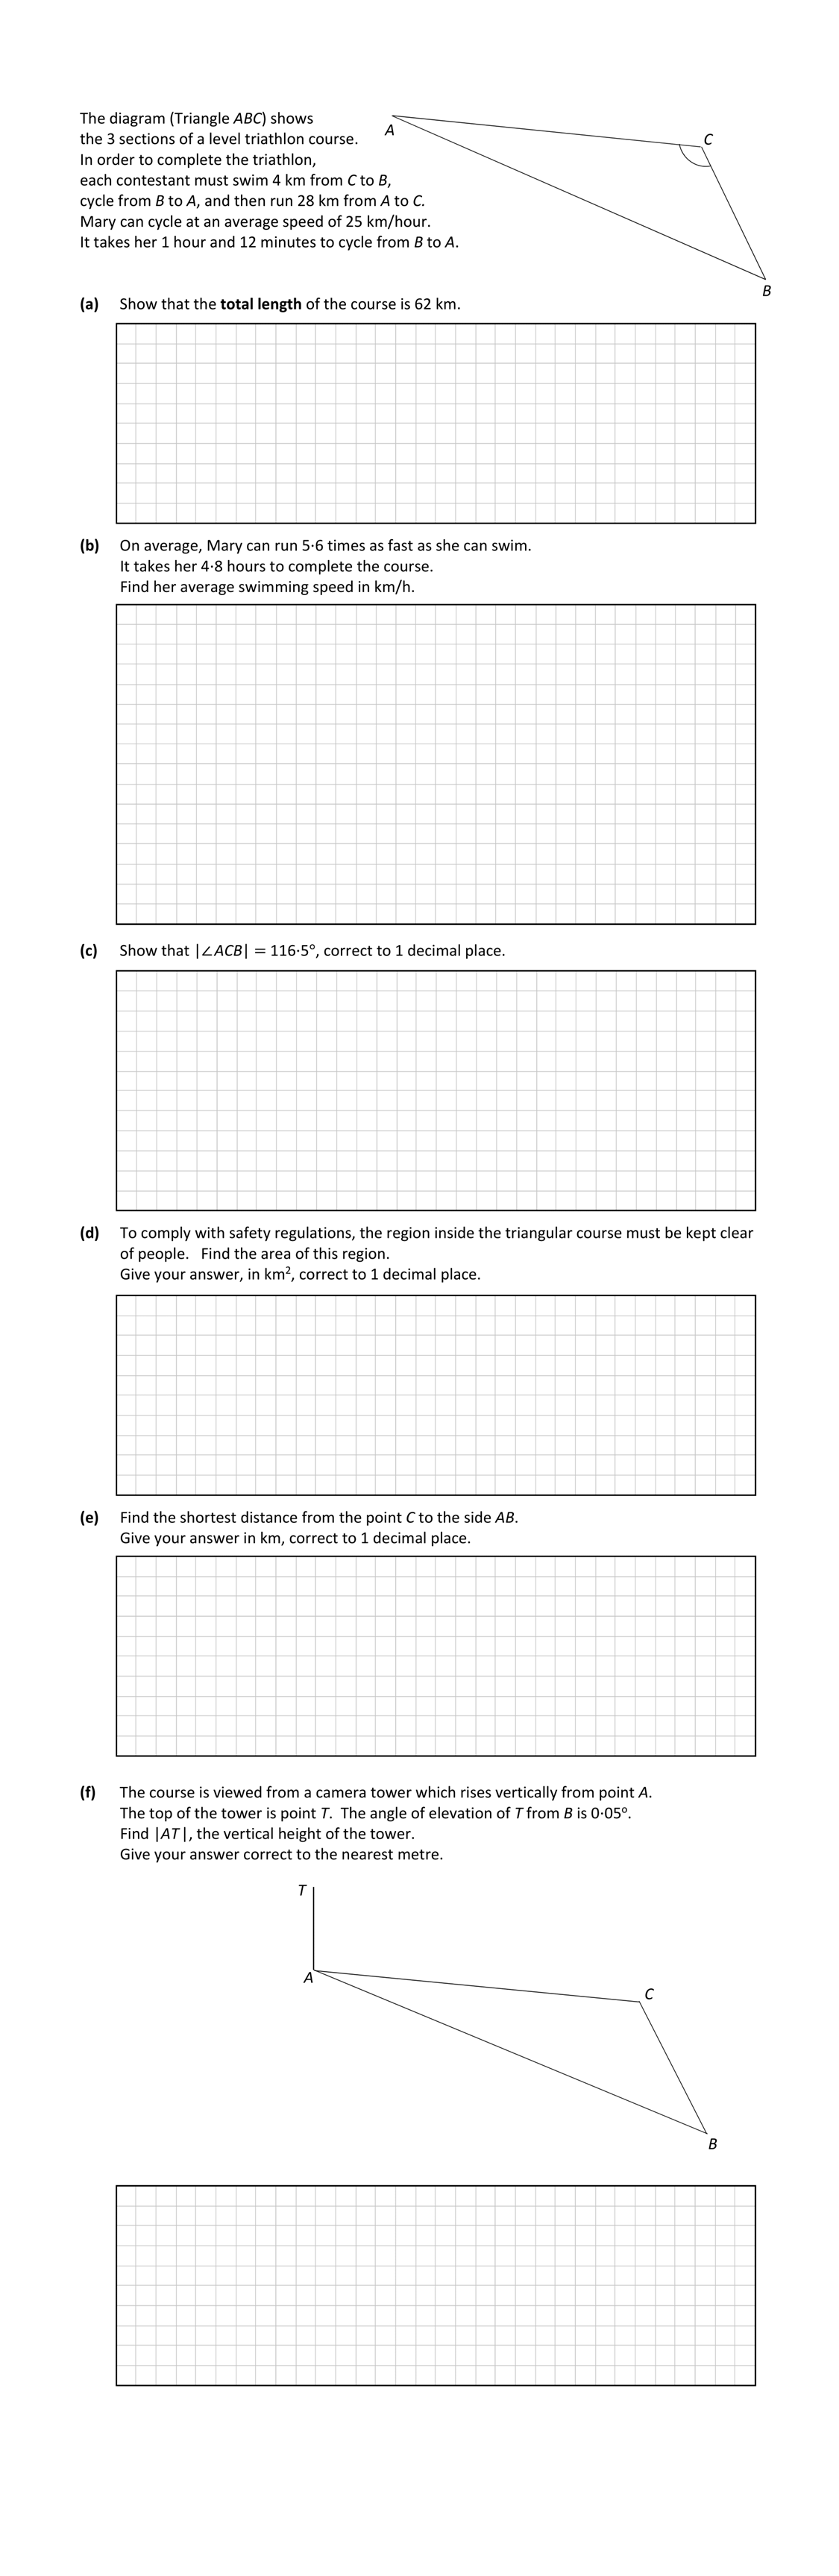 The diagram (Triangle ABC) shows
the 3 sections of a level triathlon course.
In order to complete the triathlon,
each contestant must swim 4 km from C to B,
cycle from B to A, and then run 28 km from A to C.
Mary can cycle at an average speed of 25 km/hour.
It takes her 1 hour and 12 minutes to cycle from B to A.
A
C
B
(a) Show that the total length of the course is 62 km.
(b) On average, Mary can run 5·6 times as fast as she can swim.
It takes her 4·8 hours to complete the course.
Find her average swimming speed in km/h.
(c) Show that |∠ACB| = 116·5°, correct to 1 decimal place.
(d) To comply with safety regulations, the region inside the triangular course must be kept clear
of people. Find the area of this region.
Give your answer, in km², correct to 1 decimal place.
(e) Find the shortest distance from the point C to the side AB.
Give your answer in km, correct to 1 decimal place.
(f) The course is viewed from a camera tower which rises vertically from point A.
The top of the tower is point T. The angle of elevation of T from B is 0·05°.
Find |AT|, the vertical height of the tower.
Give your answer correct to the nearest metre.
T
A
C
B